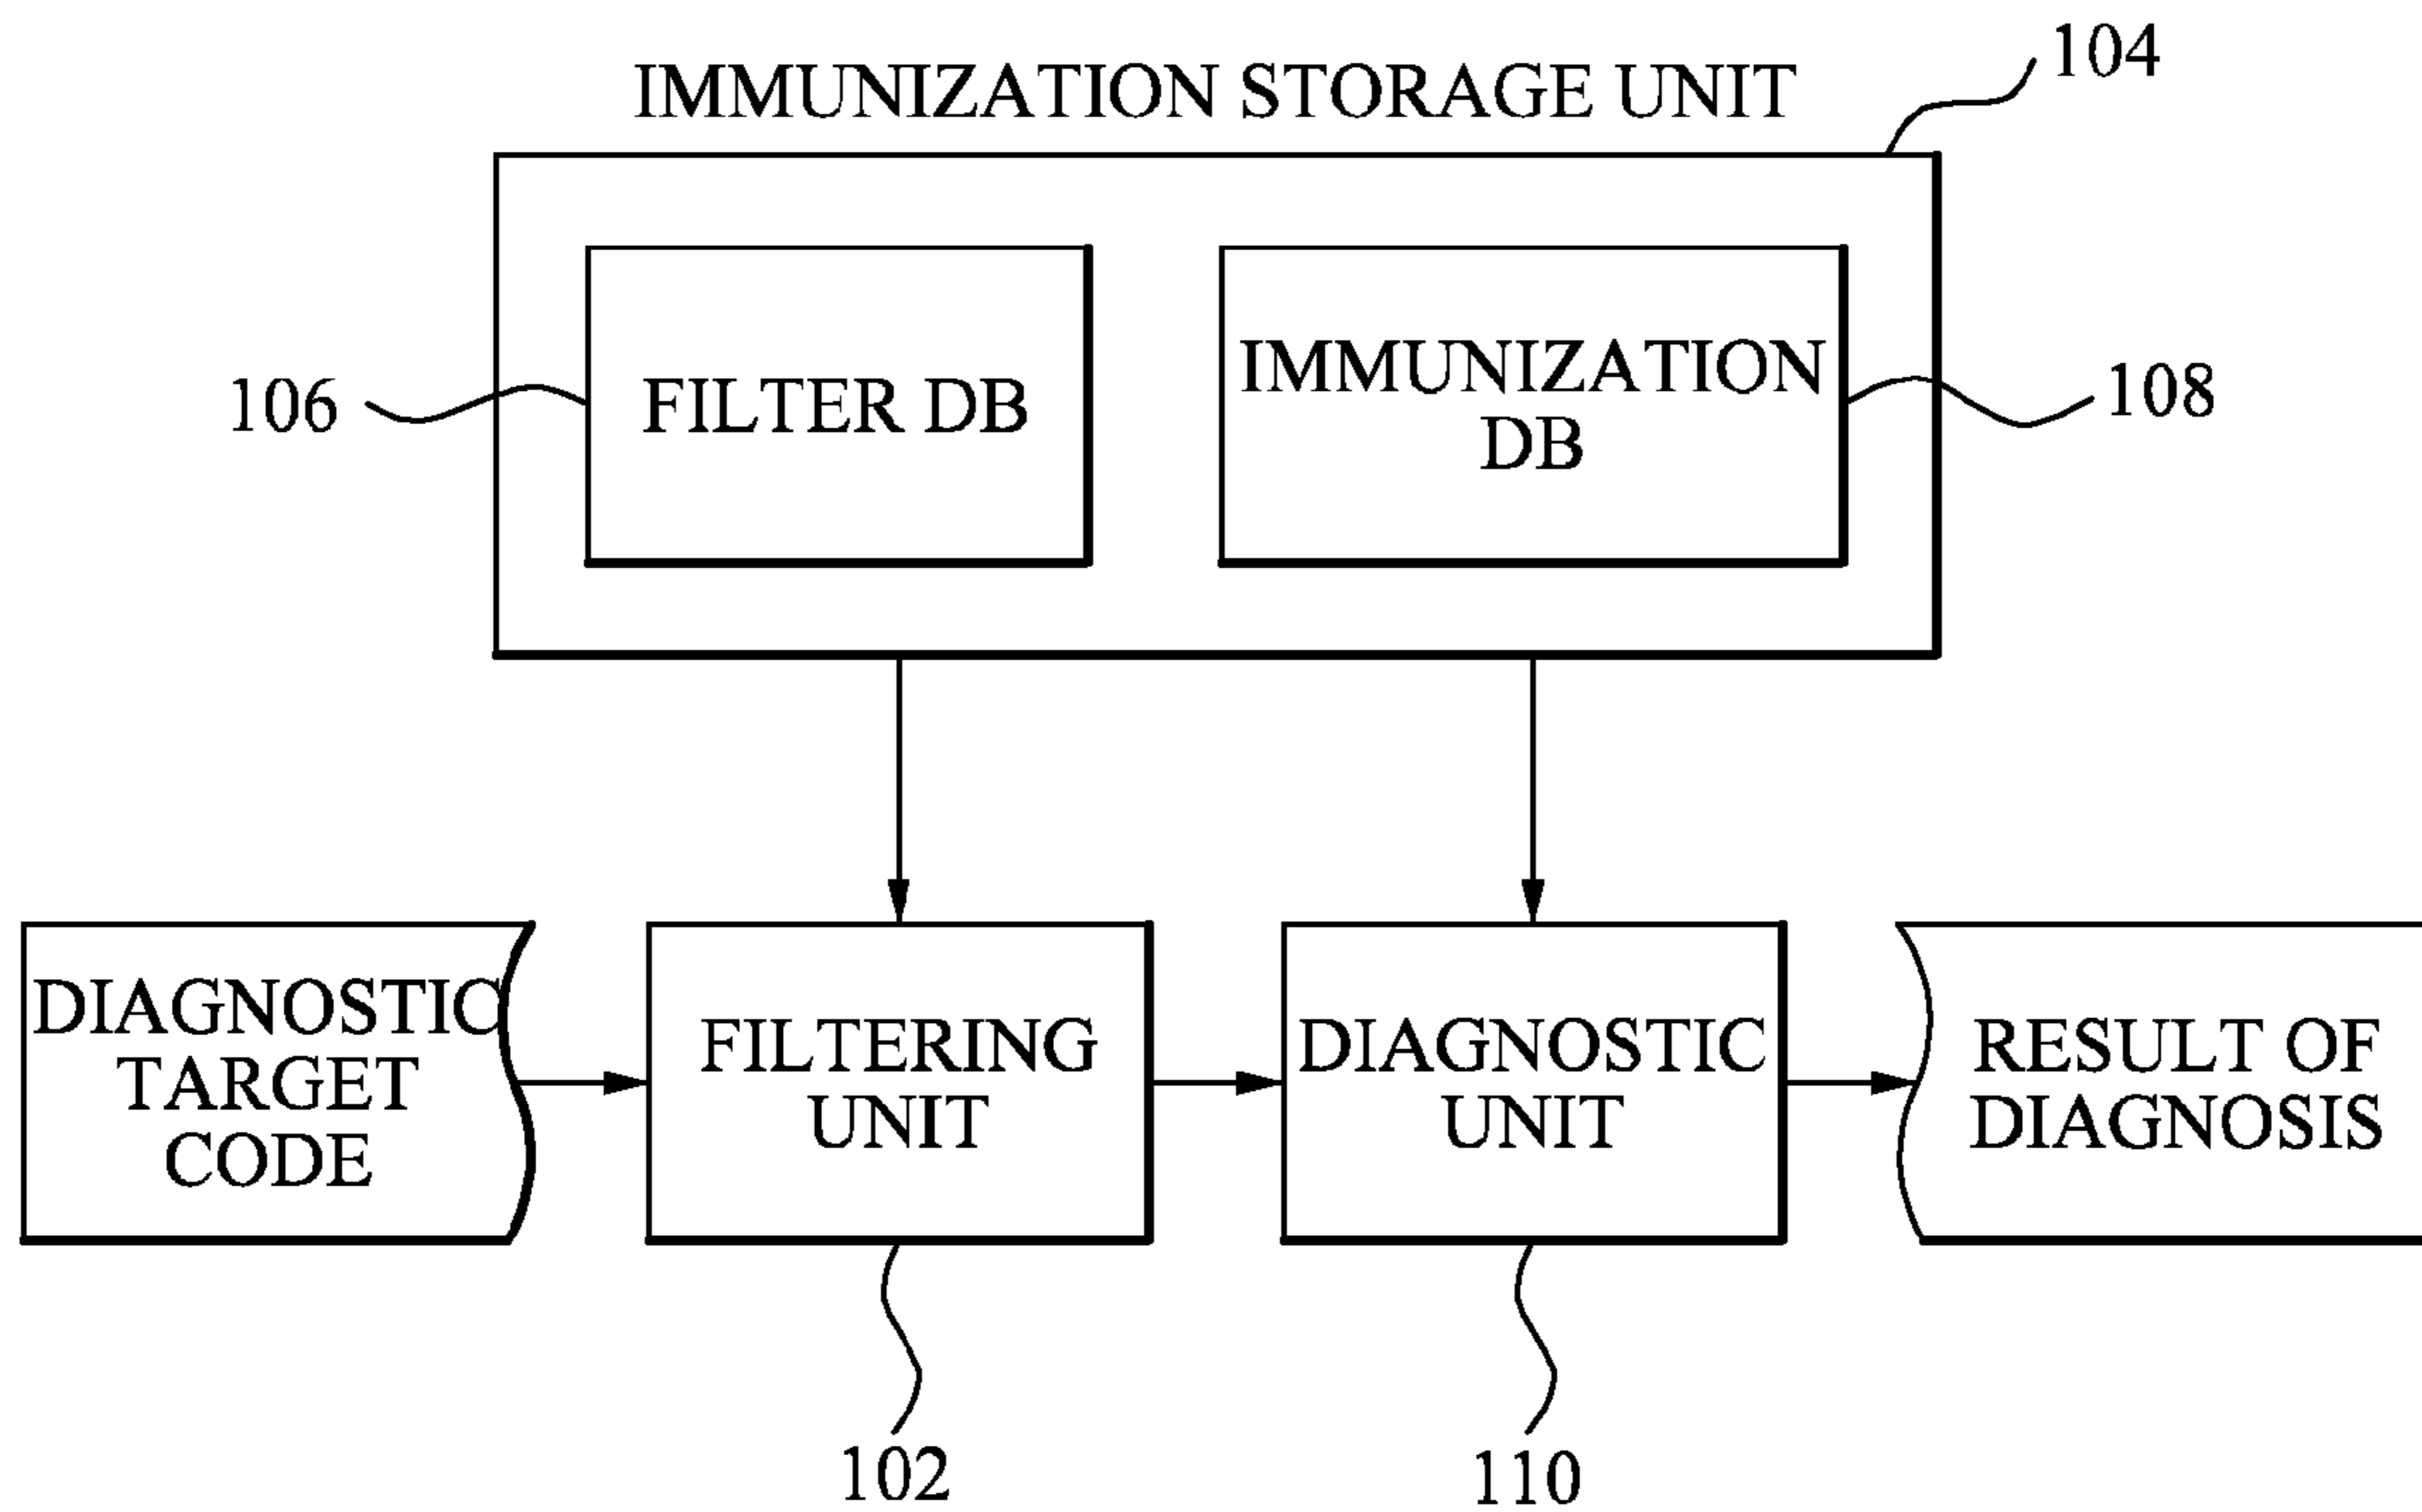 104
IMMUNIZATION STORAGE UNIT
106
FILTER DB
IMMUNIZATION
DB
108
DIAGNOSTIC
TARGET
CODE
FILTERING
UNIT
DIAGNOSTIC
UNIT
RESULT OF
DIAGNOSIS
102
110